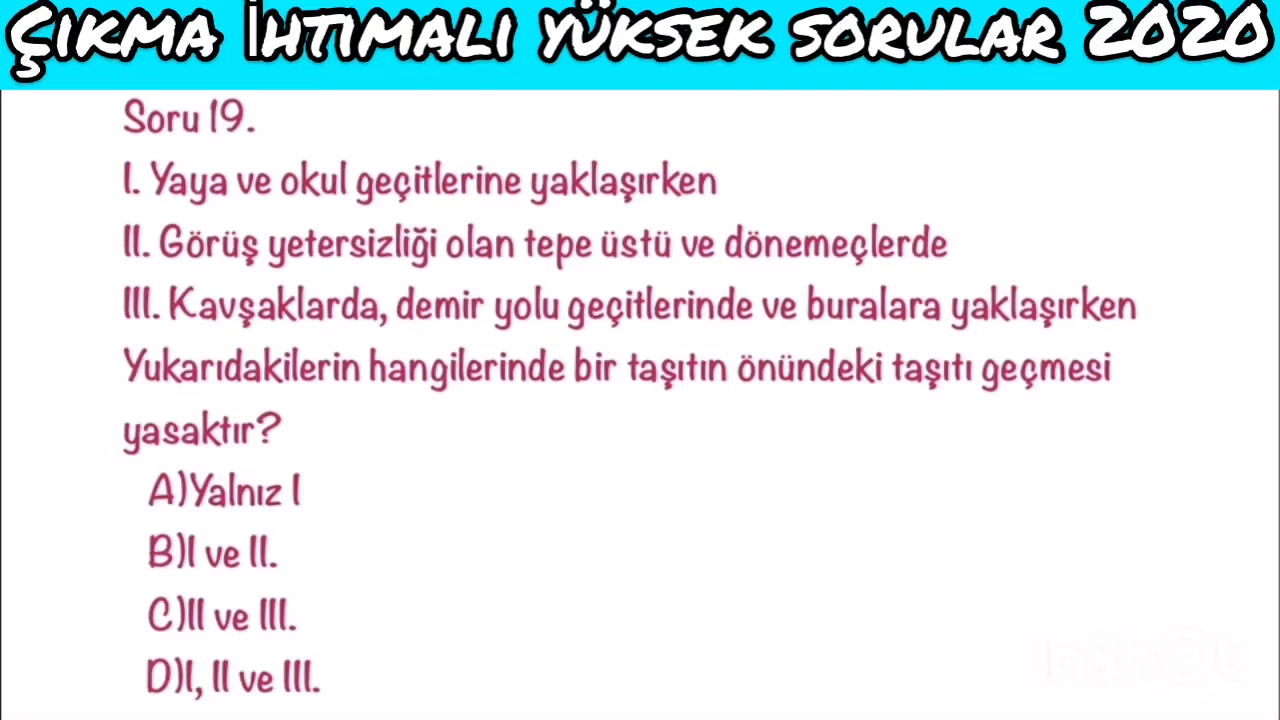 Çıkma İhtimali yüksek sorular 2020
Soru 19.
I. Yaya ve okul geçitlerine yaklaşırken
II. Görüş yetersizliği olan tepe üstü ve dönemeçlerde
III. Kavşaklarda, demir yolu geçitlerinde ve buralara yaklaşırken
Yukarıdakilerin hangilerinde bir taşıtın önündeki taşıtı geçmesi
yasaktır?
A)Yalnız I
B)I ve II.
C)II ve III.
D)I, II ve III.